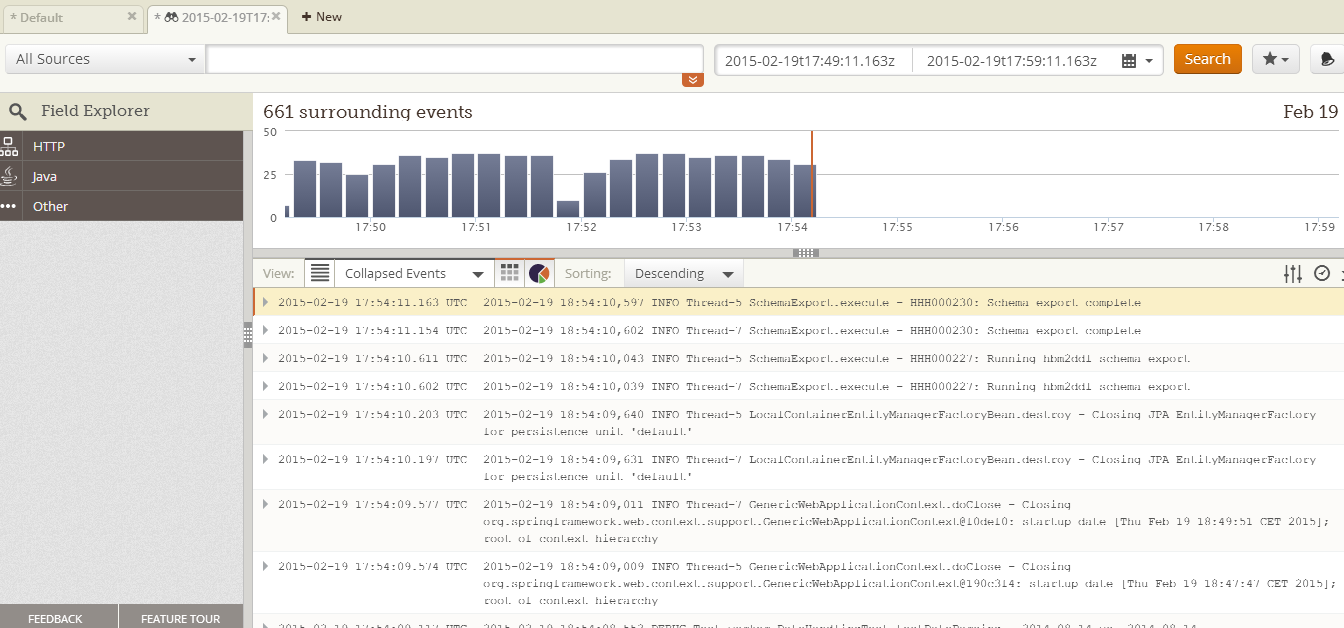 * Default × * 2015-02-19T17: × + New
All Sources 2015-02-19t17:49:11.163z 2015-02-19t17:59:11.163z Search
Field Explorer
HTTP
Java
Other
661 surrounding events Feb 19
50
25
0
17:50 17:51 17:52 17:53 17:54 17:55 17:56 17:57 17:58 17:59
View: Collapsed Events Sorting: Descending
2015-02-19 17:54:11.163 UTC 2015-02-19 18:54:10,597 INFO Thread-5 SchemaExport.execute - HHH000230: Schema export complete
2015-02-19 17:54:11.154 UTC 2015-02-19 18:54:10,602 INFO Thread-7 SchemaExport.execute - HHH000230: Schema export complete
2015-02-19 17:54:10.611 UTC 2015-02-19 18:54:10,043 INFO Thread-5 SchemaExport.execute - HHH000227: Running hbm2ddl schema export
2015-02-19 17:54:10.602 UTC 2015-02-19 18:54:10,039 INFO Thread-7 SchemaExport.execute - HHH000227: Running hbm2ddl schema export
2015-02-19 17:54:10.203 UTC 2015-02-19 18:54:09,640 INFO Thread-5 LocalContainerEntityManagerFactoryBean.destroy - Closing JPA EntityManagerFactory
for persistence unit 'default'
2015-02-19 17:54:10.197 UTC 2015-02-19 18:54:09,631 INFO Thread-7 LocalContainerEntityManagerFactoryBean.destroy - Closing JPA EntityManagerFactory
for persistence unit 'default'
2015-02-19 17:54:09.577 UTC 2015-02-19 18:54:09,011 INFO Thread-7 GenericWebApplicationContext.doClose - Closing
org.springframework.web.context.support.GenericWebApplicationContext@f0de10: startup date [Thu Feb 19 18:49:51 CET 2015];
root of context hierarchy
2015-02-19 17:54:09.574 UTC 2015-02-19 18:54:09,009 INFO Thread-5 GenericWebApplicationContext.doClose - Closing
org.springframework.web.context.support.GenericWebApplicationContext@190c3f4: startup date [Thu Feb 19 18:47:47 CET 2015];
root of context hierarchy
FEEDBACK FEATURE TOUR